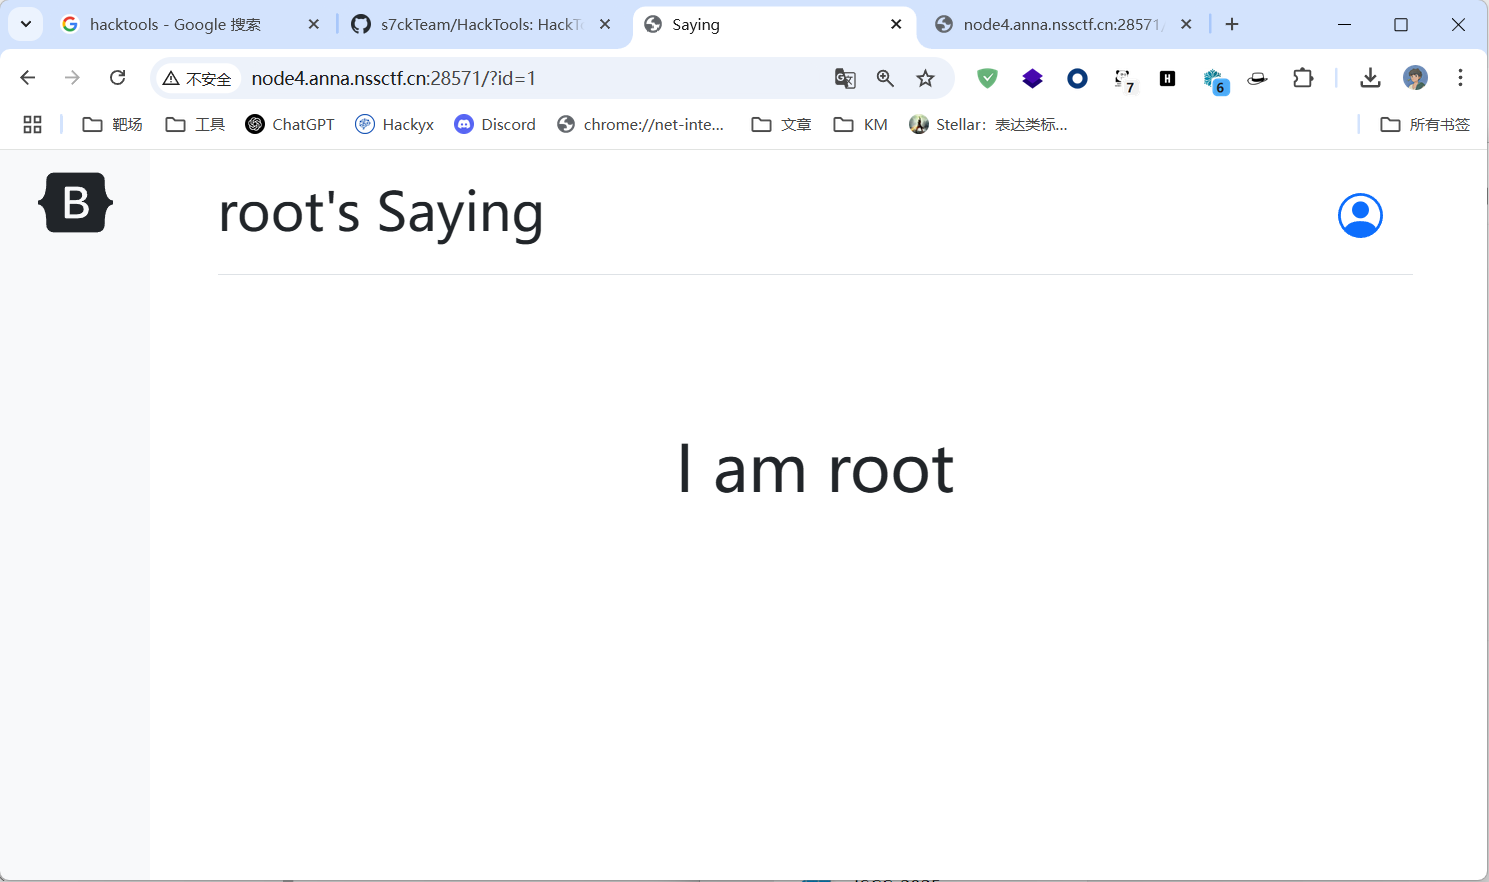 hacktools - Google 搜索
s7ckTeam/HackTools: HackT
Saying
node4.anna.nssctf.cn:28571/
不安全 node4.anna.nssctf.cn:28571/?id=1
7
H
6
靶场
工具
ChatGPT
Hackyx
Discord
chrome://net-inte...
文章
KM
Stellar：表达类标...
所有书签
B
root's Saying
I am root